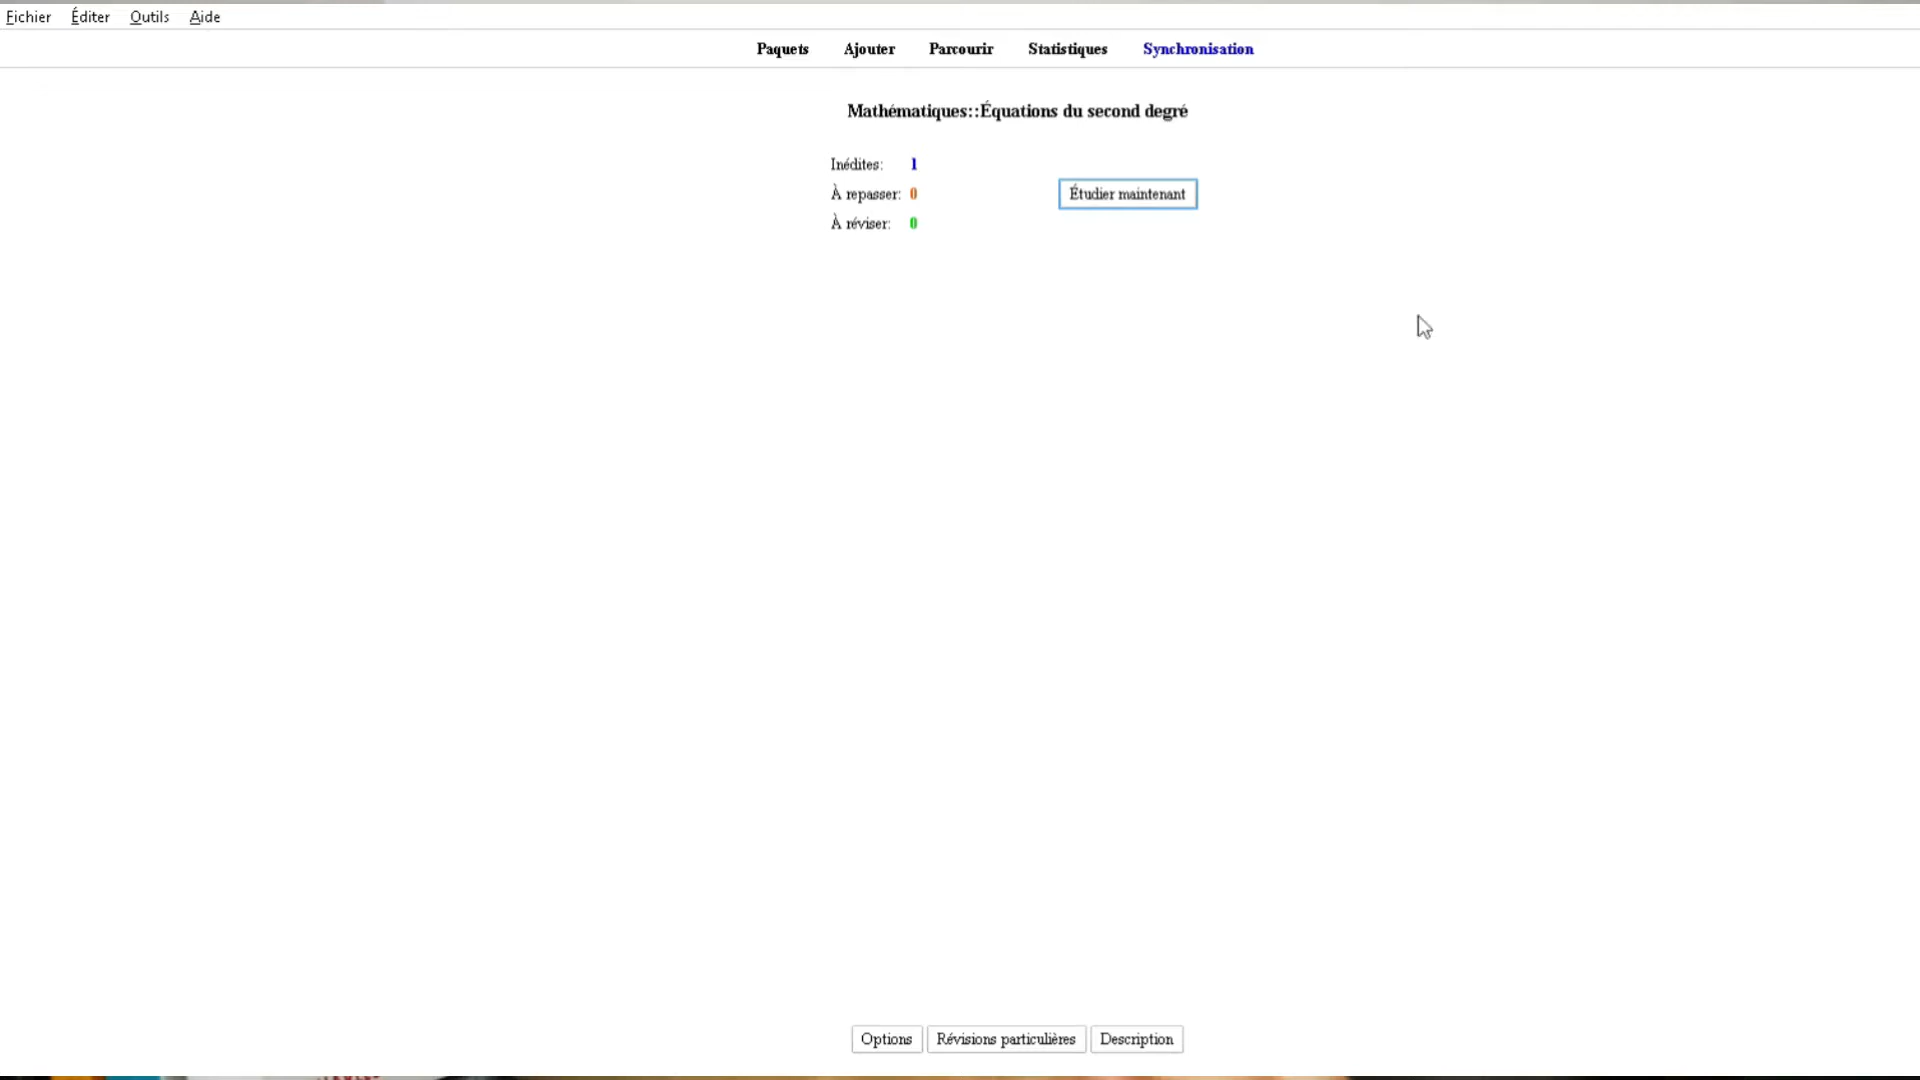 Fichier Éditer Outils Aide
Paquets Ajouter Parcourir Statistiques Synchronisation
Mathématiques::Équations du second degré
Inédites: 1
À repasser: 0
À réviser: 0
Étudier maintenant
Options Révisions particulières Description